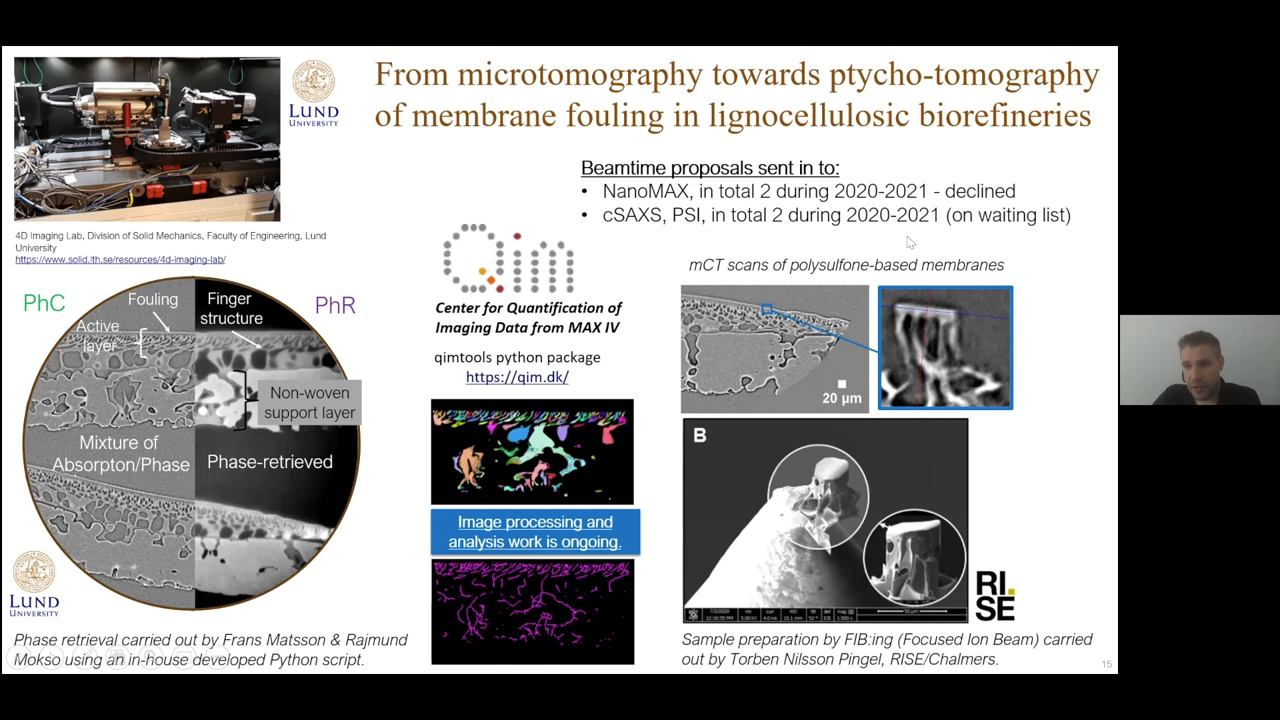 From microtomography towards ptycho-tomography
of membrane fouling in lignocellulosic biorefineries
LUND
UNIVERSITY
Beamtime proposals sent in to:
• NanoMAX, in total 2 during 2020-2021 - declined
• cSAXS, PSI, in total 2 during 2020-2021 (on waiting list)
4D Imaging Lab, Division of Solid Mechanics, Faculty of Engineering, Lund
University
https://www.solid.lth.se/resources/4d-imaging-lab/
PhC
PhR
Fouling
Finger
structure
Active
layer
Non-woven
support layer
Mixture of
Absorpton/Phase
Phase-retrieved
LUND
UNIVERSITY
Phase retrieval carried out by Frans Matsson & Rajmund
Mokso using an in-house developed Python script.
Qim
Center for Quantification of
Imaging Data from MAX IV
qimtools python package
https://qim.dk/
Image processing and
analysis work is ongoing.
mCT scans of polysulfone-based membranes
20 µm
B
50 µm
RI.
SE
Sample preparation by FIB:ing (Focused Ion Beam) carried
out by Torben Nilsson Pingel, RISE/Chalmers.
15